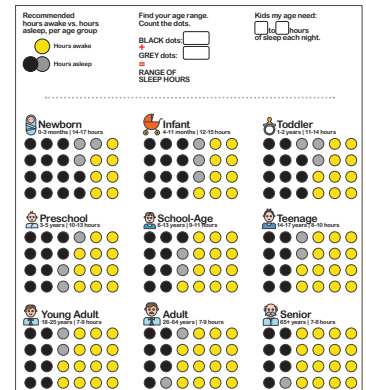 Recommended
hours awake vs. hours
asleep, per age group
Hours awake
Hours asleep
Find your age range.
Count the dots.
BLACK dots:
+
GREY dots:
=
RANGE OF
SLEEP HOURS
Kids my age need:
to hours
of sleep each night.
Newborn
0-3 months | 14-17 hours
Infant
4-11 months | 12-15 hours
Toddler
1-2 years | 11-14 hours
Preschool
3-5 years | 10-13 hours
School-Age
6-13 years | 9-11 hours
Teenage
14-17 years | 8-10 hours
Young Adult
18-25 years | 7-9 hours
Adult
26-64 years | 7-9 hours
Senior
65+ years | 7-8 hours